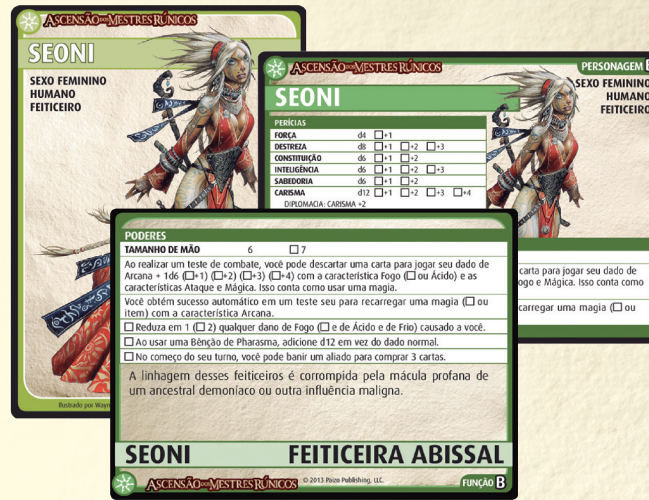 ASCENSÃO DOS MESTRES RÚNICOS
SEONI
SEXO FEMININO
HUMANO
FEITICEIRO
Ilustrado por Wayn
ASCENSÃO DOS MESTRES RÚNICOS
PERSONAGEM
SEONI
SEXO FEMININO
HUMANO
FEITICEIRO
PERÍCIAS
FORÇA d4 □+1
DESTREZA d8 □+1 □+2 □+3
CONSTITUIÇÃO d6 □+1 □+2
INTELIGÊNCIA d6 □+1 □+2 □+3
SABEDORIA d6 □+1 □+2
CARISMA d12 □+1 □+2 □+3 □+4
DIPLOMACIA: CARISMA +2
carta para jogar seu dado de
ogo e Mágica. Isso conta como
carregar uma magia (□ ou
PODERES
TAMANHO DE MÃO 6 □ 7
Ao realizar um teste de combate, você pode descartar uma carta para jogar seu dado de
Arcana + 1d6 (□+1) (□+2) (□+3) (□+4) com a característica Fogo (□ ou Ácido) e as
características Ataque e Mágica. Isso conta como usar uma magia.
Você obtém sucesso automático em um teste seu para recarregar uma magia (□ ou
item) com a característica Arcana.
□ Reduza em 1 (□ 2) qualquer dano de Fogo (□ e de Ácido e de Frio) causado a você.
□ Ao usar uma Bênção de Pharasma, adicione d12 em vez do dado normal.
□ No começo do seu turno, você pode banir um aliado para comprar 3 cartas.
A linhagem desses feiticeiros é corrompida pela mácula profana de
um ancestral demoníaco ou outra influência maligna.
SEONI FEITICEIRA ABISSAL
ASCENSÃO DOS MESTRES RÚNICOS © 2013 Paizo Publishing, LLC. FUNÇÃO B